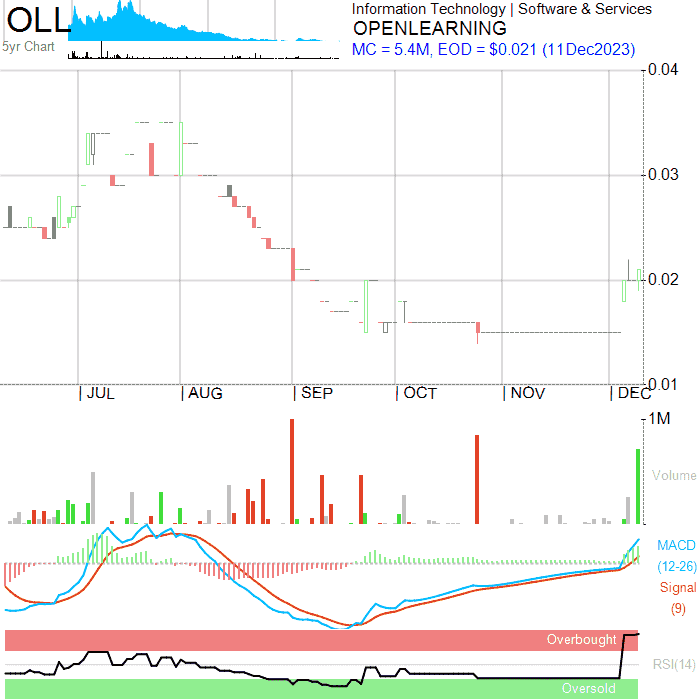 OLL
5yr Chart
Information Technology | Software & Services
OPENLEARNING
MC = 5.4M, EOD = $0.021 (11Dec2023)
0.04
0.03
0.02
0.01
| JUL | AUG | SEP | OCT | NOV | DEC
1M
Volume
MACD
(12-26)
Signal
(9)
Overbought
RSI(14)
Oversold